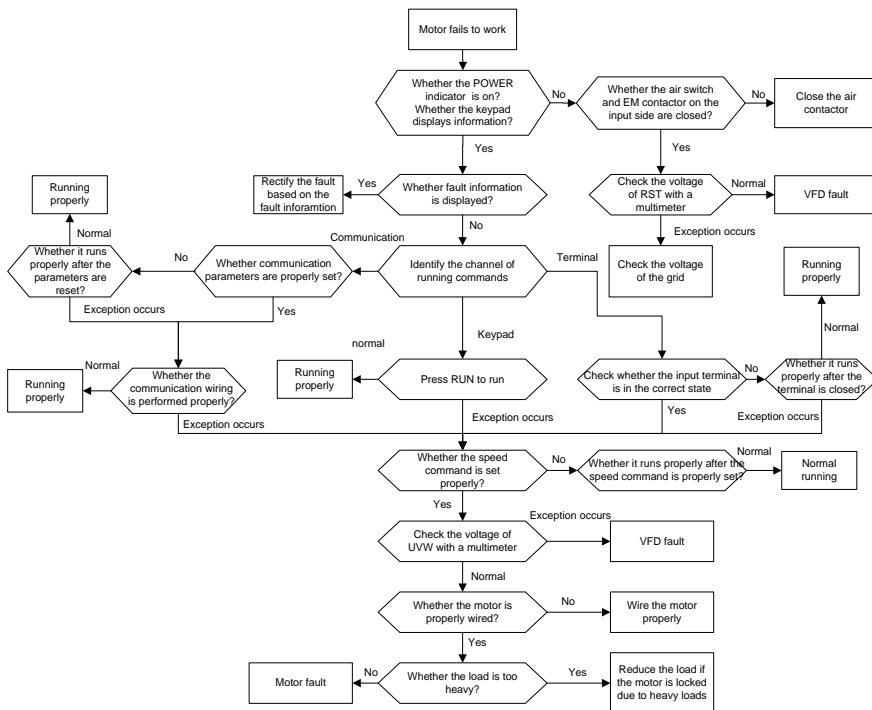 Motor fails to work
Whether the POWER
indicator is on?
Whether the keypad
displays information?
No
Whether the air switch
and EM contactor on the
input side are closed?
No
Close the air
contactor
Yes
Yes
Rectify the fault
based on the
fault inforamtion
Yes
Whether fault information
is displayed?
Check the voltage
of RST with a
multimeter
Normal
VFD fault
Running
properly
Normal
No
Exception occurs
Communication
Whether it runs
properly after the
parameters are
reset?
No
Whether communication
parameters are properly set?
Identify the channel of
running commands
Terminal
Check the voltage
of the grid
Running
properly
Exception occurs
Yes
Keypad
Normal
normal
Running
properly
Normal
Whether the
communication wiring
is performed properly?
Running
properly
Press RUN to run
Check whether the input terminal
is in the correct state
No
Whether it runs
properly after the
terminal is closed?
Exception occurs
Exception occurs
Yes
Exception occurs
Whether the speed
command is set
properly?
No
Whether it runs properly after the
speed command is properly set?
Normal
Normal
running
Yes
Exception occurs
Check the voltage of
UVW with a multimeter
VFD fault
Normal
Whether the motor is
properly wired?
No
Wire the motor
properly
Yes
Motor fault
No
Whether the load is too
heavy?
Yes
Reduce the load if
the motor is locked
due to heavy loads